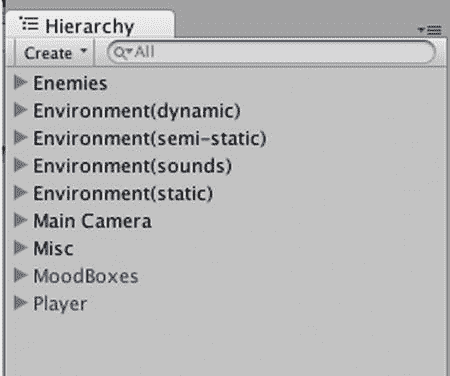 Hierarchy
Create All
Enemies
Environment(dynamic)
Environment(semi-static)
Environment(sounds)
Environment(static)
Main Camera
Misc
MoodBoxes
Player